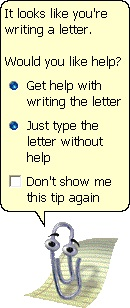 It looks like you're
writing a letter.
Would you like help?
Get help with
writing the letter
Just type the
letter without
help
Don't show me
this tip again